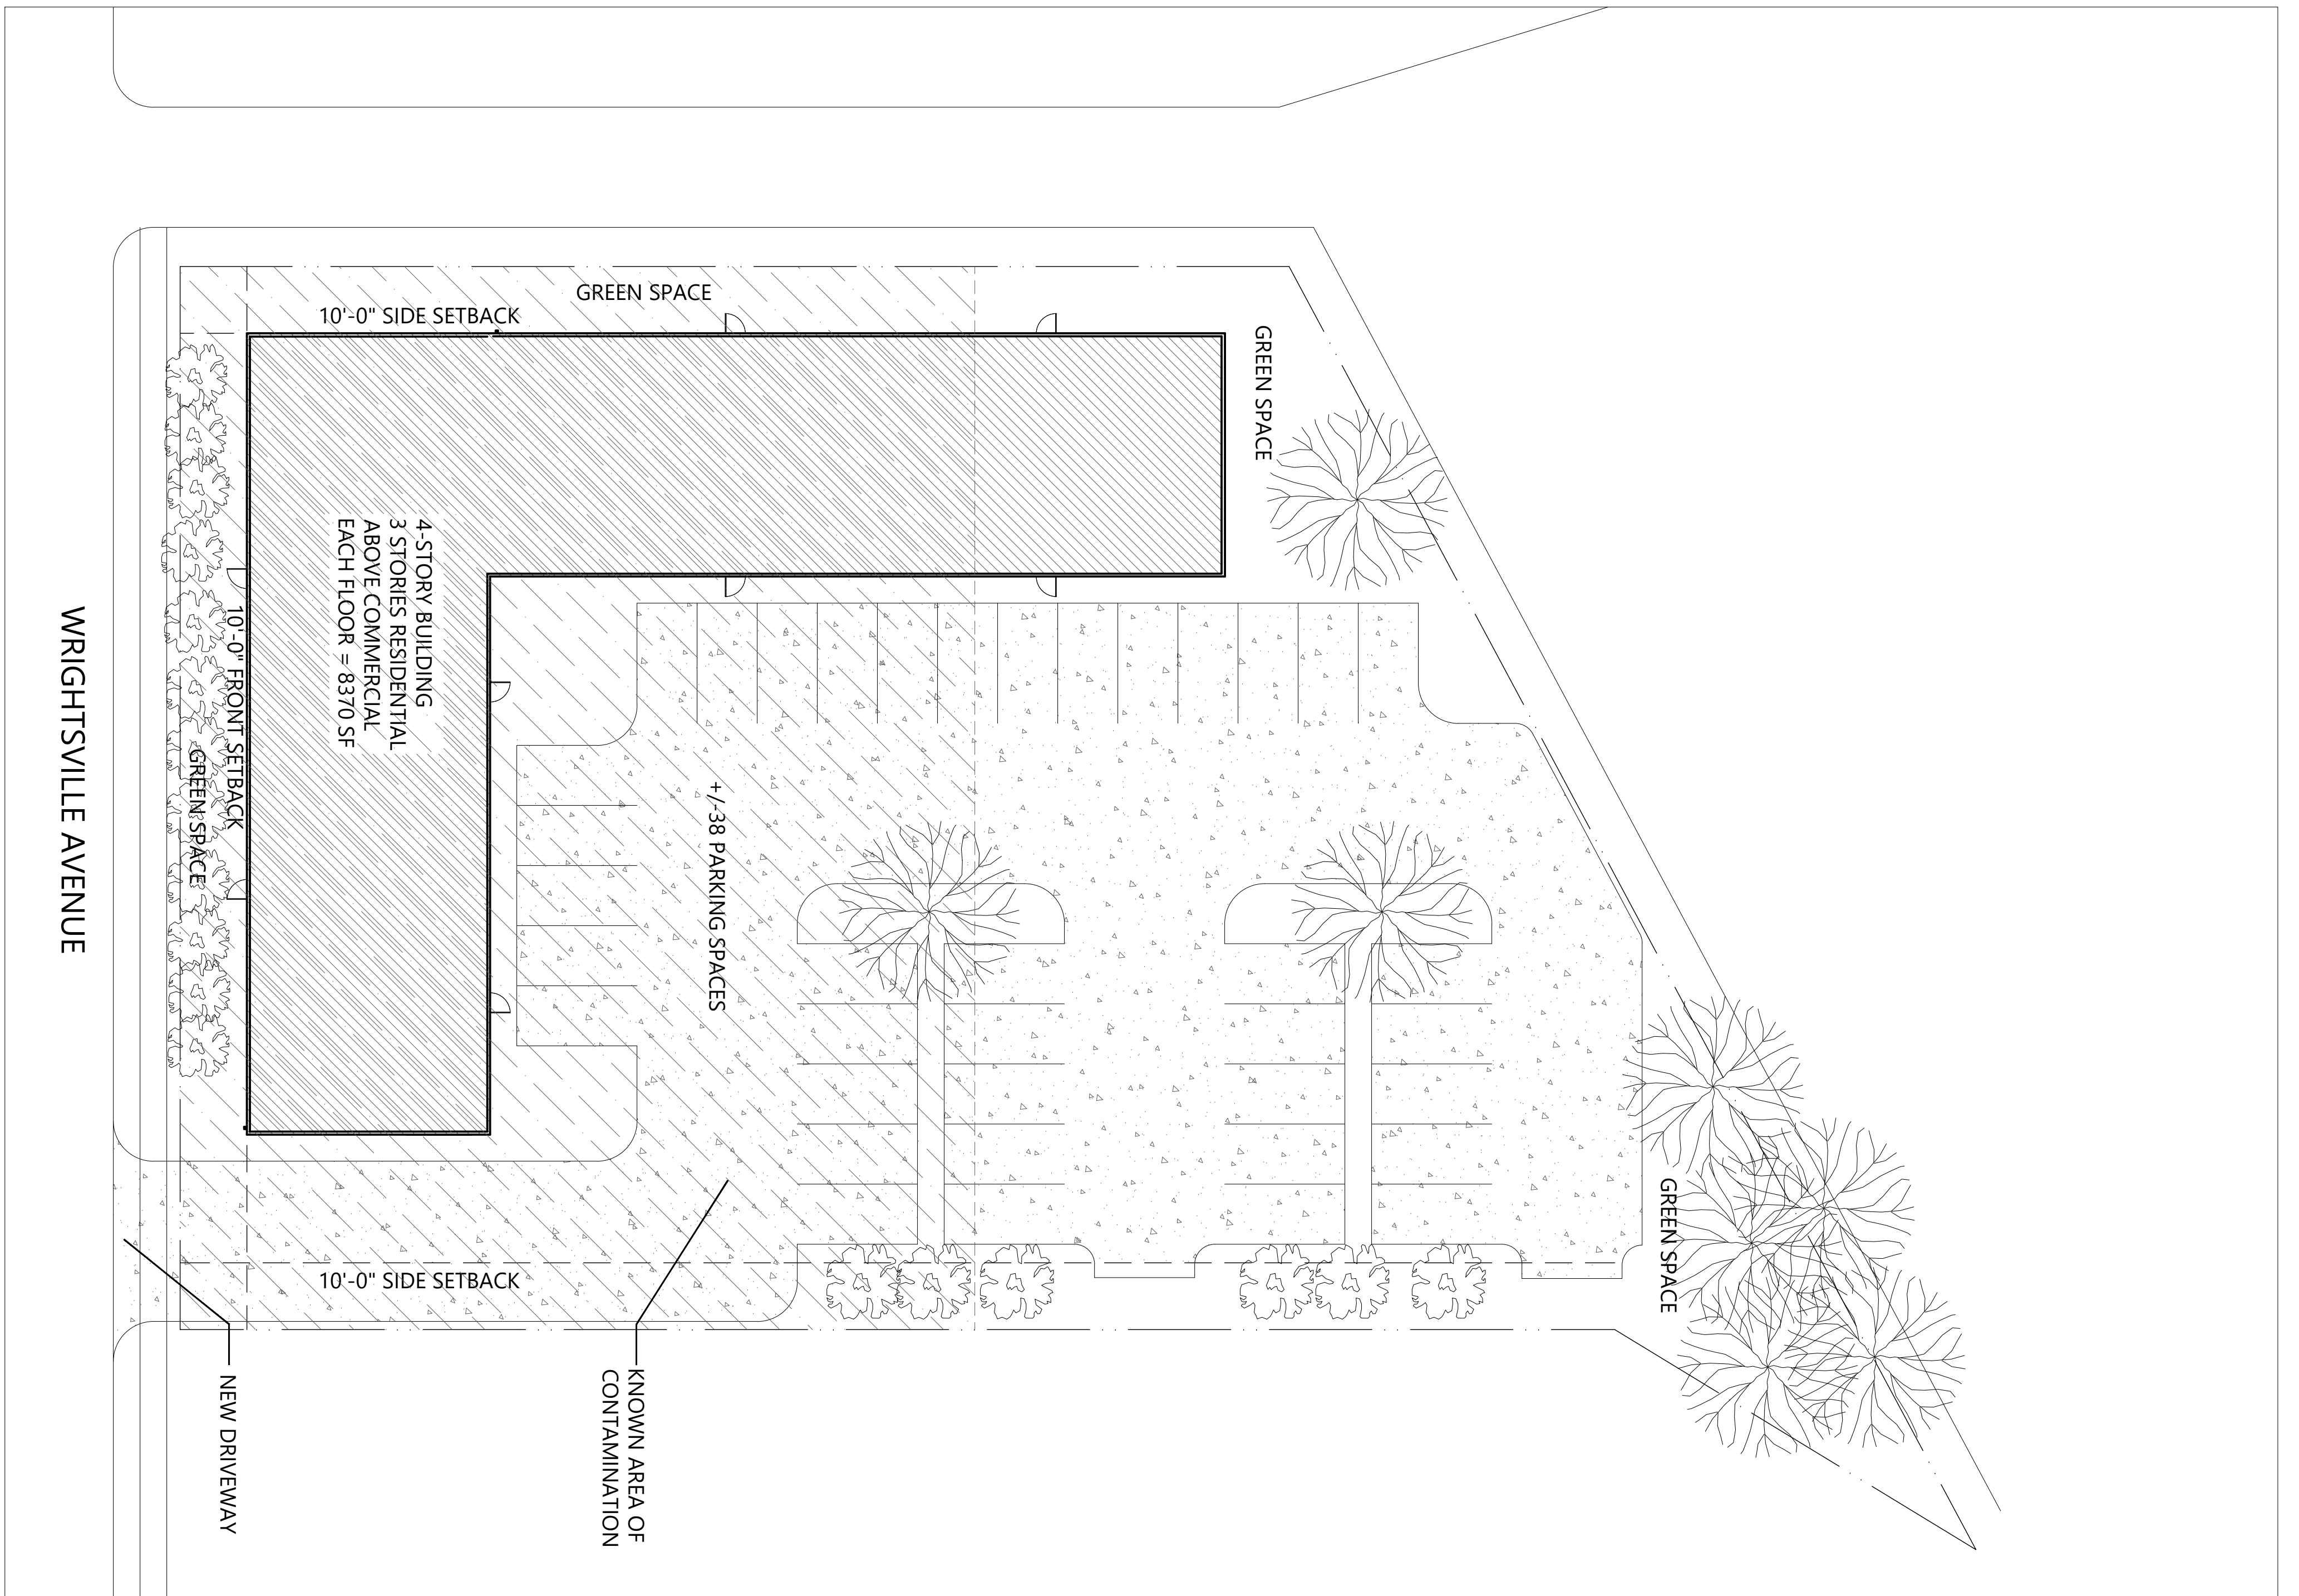 GREEN SPACE
10'-0" SIDE SETBACK
GREEN SPACE
4-STORY BUILDING
3 STORIES RESIDENTIAL
ABOVE COMMERCIAL
EACH FLOOR = 8370 SF
10'-0" FRONT SETBACK
GREEN SPACE
WRIGHTSVILLE AVENUE
+/-38 PARKING SPACES
GREEN SPACE
10'-0" SIDE SETBACK
NEW DRIVEWAY
KNOWN AREA OF
CONTAMINATION